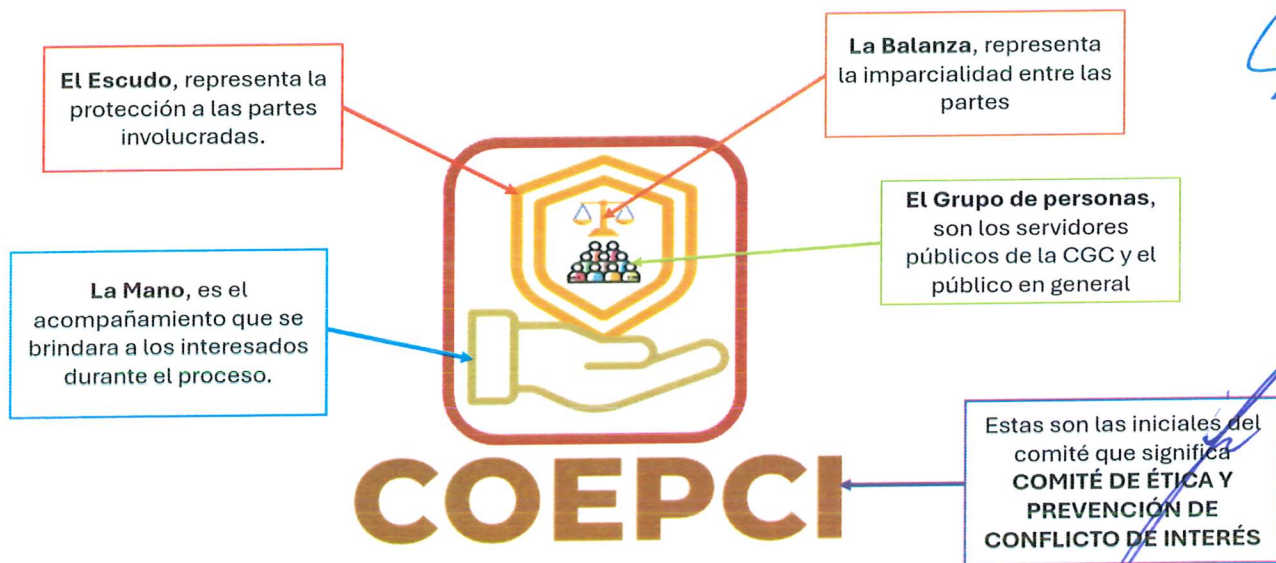 El Escudo, representa la
protección a las partes
involucradas.
La Balanza, representa
la imparcialidad entre las
partes
El Grupo de personas,
son los servidores
públicos de la CGC y el
público en general
La Mano, es el
acompañamiento que se
brindara a los interesados
durante el proceso.
Estas son las iniciales del
comité que significa
COMITÉ DE ÉTICA Y
PREVENCIÓN DE
CONFLICTO DE INTERÉS
COEPCI